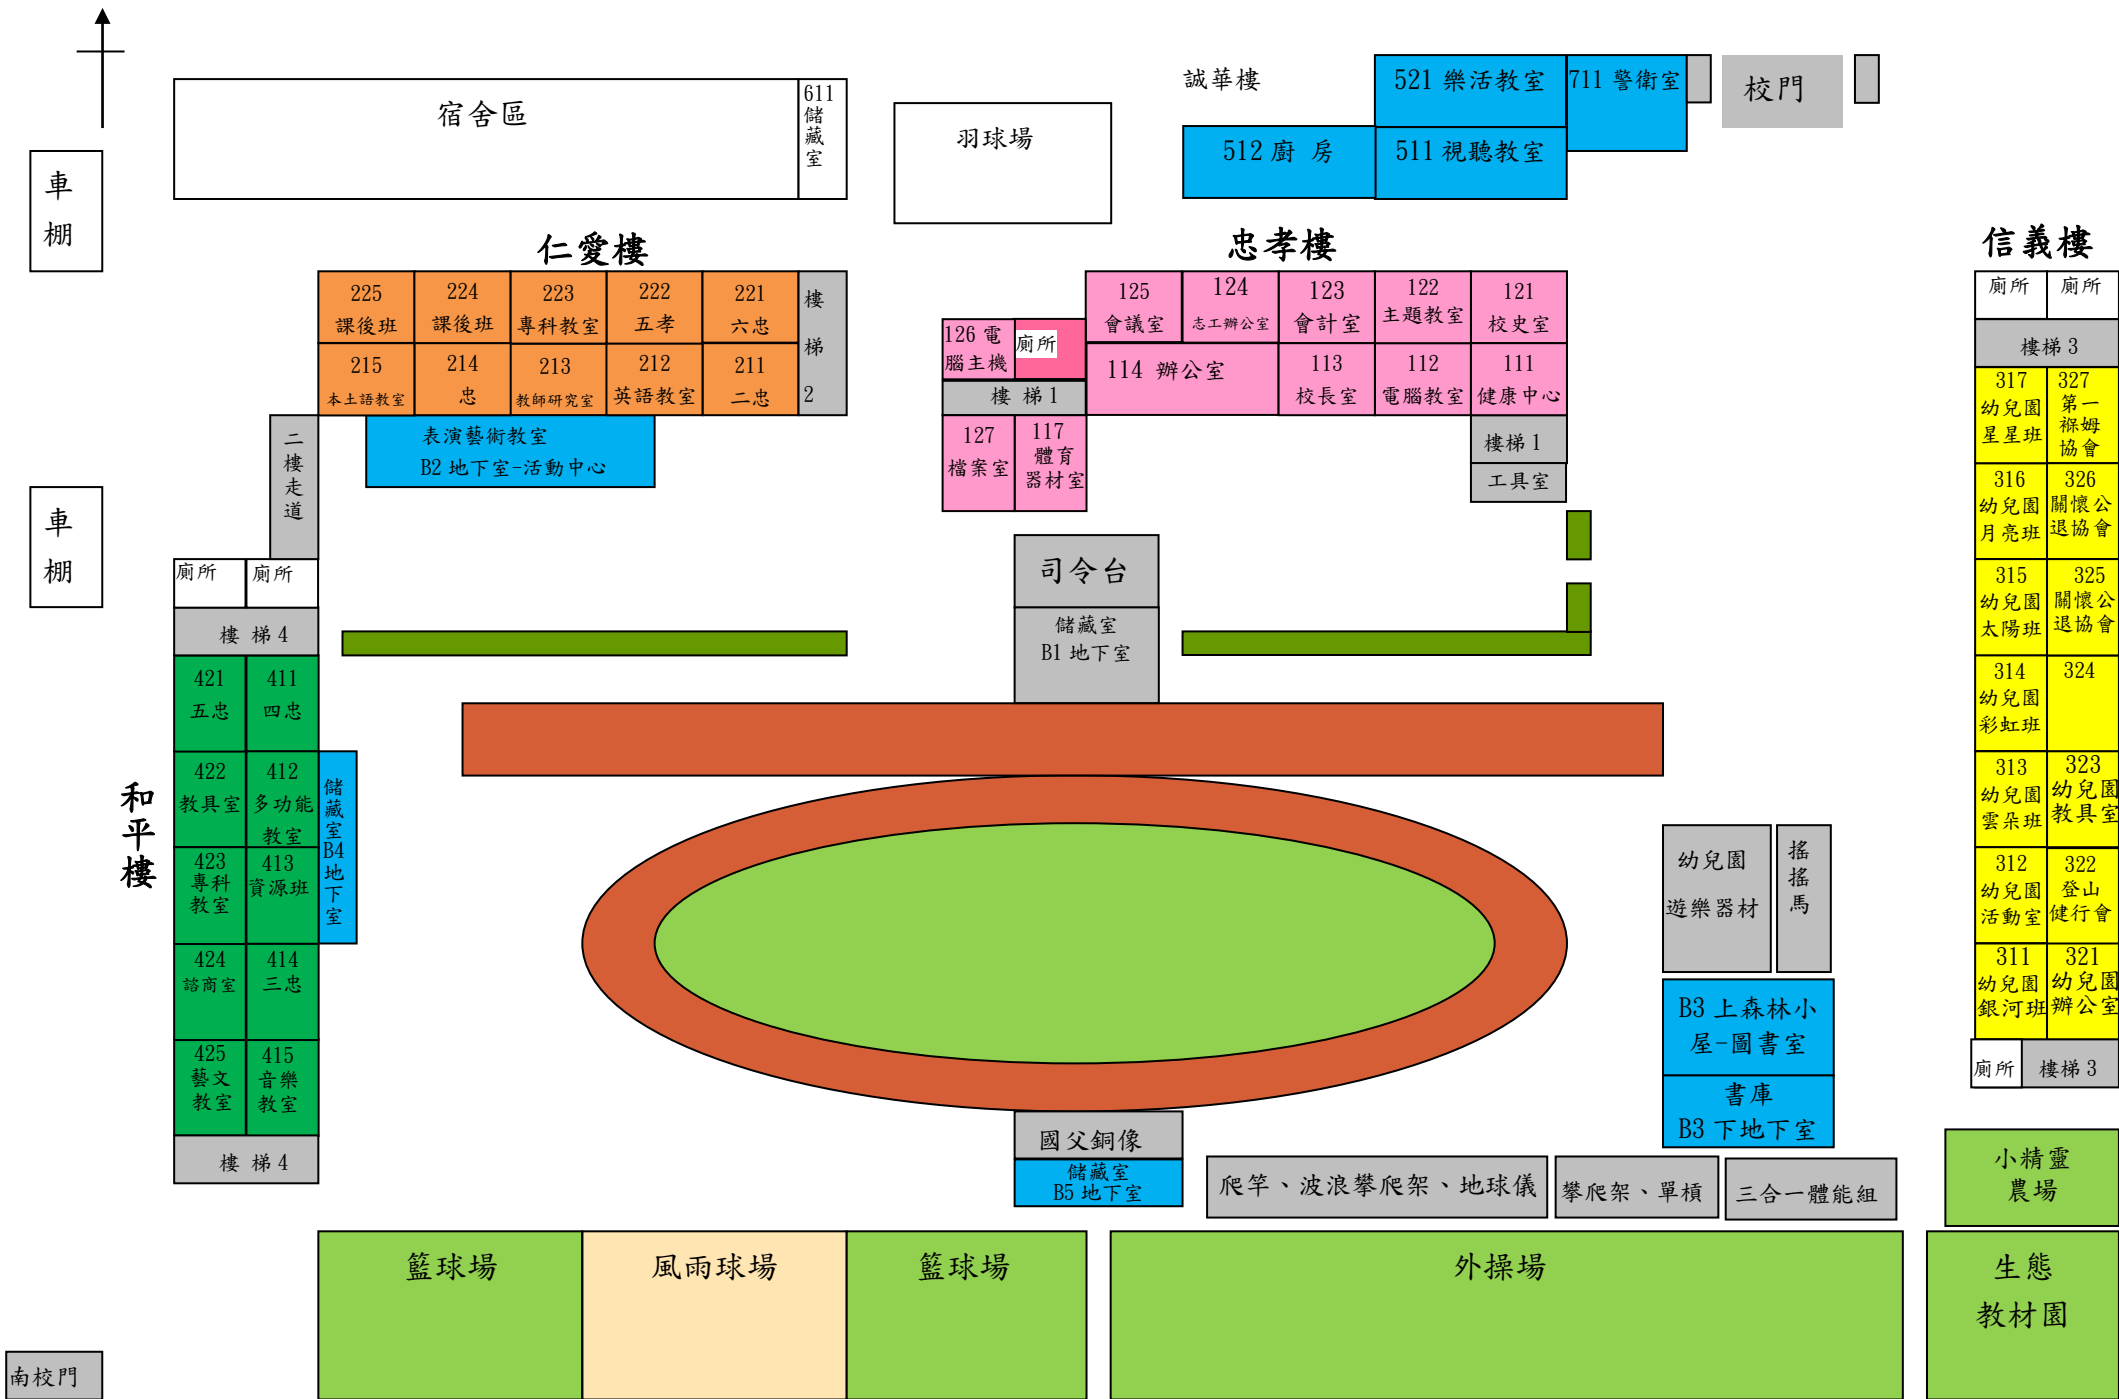 宿舍區
611
儲
藏
室
羽球場
誠華樓
521 樂活教室
711 警衛室
校門
512 廚 房
511 視聽教室
車
棚
仁愛樓
忠孝樓
信義樓
225
課後班
224
課後班
223
專科教室
222
五孝
221
六忠
樓
梯
2
215
本土語教室
214
忠
213
教師研究室
212
英語教室
211
二忠
表演藝術教室
B2 地下室-活動中心
二
樓
走
道
126 電
腦主機
廁所
125
會議室
124
志工辦公室
123
會計室
122
主題教室
121
校史室
114 辦公室
113
校長室
112
電腦教室
111
健康中心
樓 梯 1
127
檔案室
117
體育
器材室
樓梯 1
工具室
廁所
廁所
樓梯 3
317
幼兒園
星星班
327
第一
褓姆
協會
316
幼兒園
月亮班
326
關懷公
退協會
315
幼兒園
太陽班
325
關懷公
退協會
314
幼兒園
彩虹班
324
313
幼兒園
雲朵班
323
幼兒園
教具室
312
幼兒園
活動室
322
登山
健行會
311
幼兒園
銀河班
321
幼兒園
辦公室
廁所
樓梯 3
車
棚
廁所
廁所
樓 梯 4
421
五忠
411
四忠
422
教具室
412
多功能
教室
423
專科
教室
413
資源班
424
諮商室
414
三忠
425
藝文
教室
415
音樂
教室
樓 梯 4
和
平
樓
儲
藏
室
B4
地
下
室
司令台
儲藏室
B1 地下室
幼兒園
遊樂器材
搖
搖
馬
B3 上森林小
屋-圖書室
書庫
B3 下地下室
國父銅像
儲藏室
B5 地下室
爬竿、波浪攀爬架、地球儀
攀爬架、單槓
三合一體能組
小精靈
農場
籃球場
風雨球場
籃球場
外操場
生態
教材園
南校門